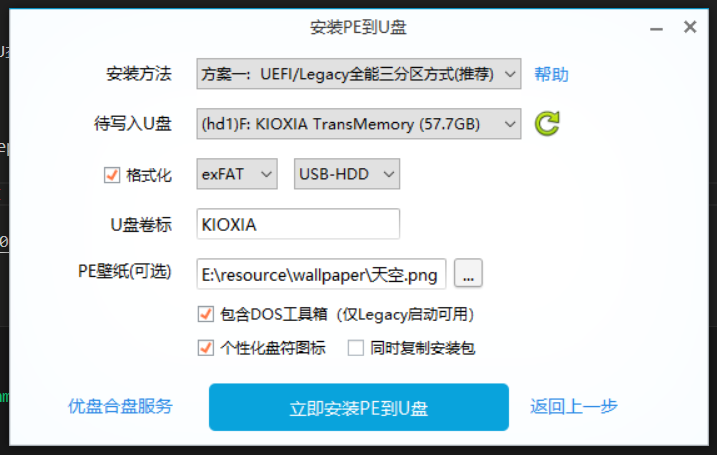 安装PE到U盘
安装方法 方案一：UEFI/Legacy全能三分区方式(推荐) 帮助
待写入U盘 (hd1)F: KIOXIA TransMemory (57.7GB)
格式化 exFAT USB-HDD
U盘卷标 KIOXIA
PE壁纸(可选) E:\resource\wallpaper\天空.png ...
包含DOS工具箱（仅Legacy启动可用）
个性化盘符图标 同时复制安装包
优盘合盘服务 立即安装PE到U盘 返回上一步